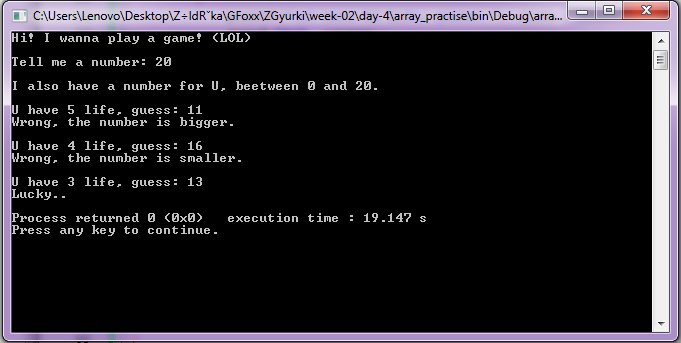 C:\Users\Lenovo\Desktop\Z÷ldRˇka\GFoxx\ZGyurki\week-02\day-4\array_practise\bin\Debug\arra...
Hi! I wanna play a game! (LOL)
Tell me a number: 20
I also have a number for U, beetween 0 and 20.
U have 5 life, guess: 11
Wrong, the number is bigger.
U have 4 life, guess: 16
Wrong, the number is smaller.
U have 3 life, guess: 13
Lucky..
Process returned 0 (0x0)   execution time : 19.147 s
Press any key to continue.